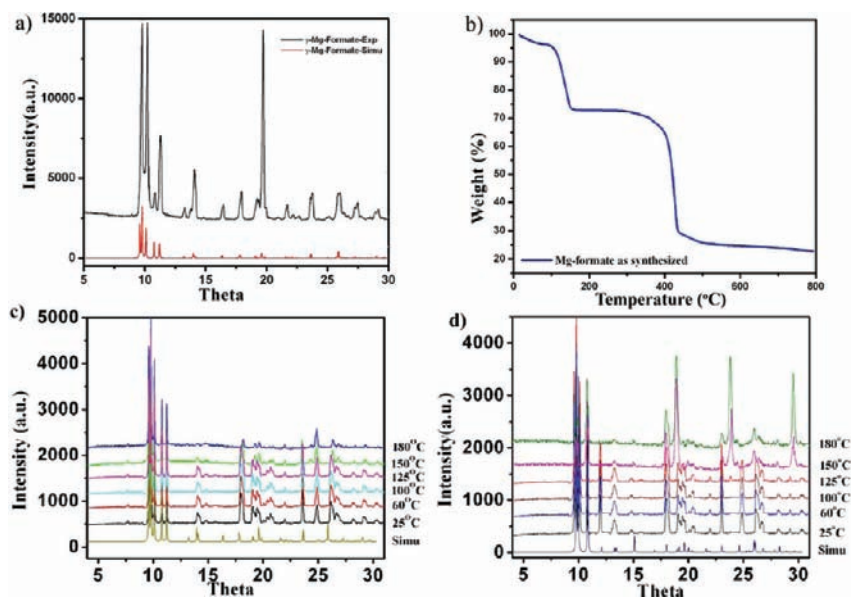 a)
15000
10000
5000
0
Intensity(a.u.)
γ-Mg-Formate-Exp
γ-Mg-Formate-Simu
5 10 15 20 25 30
Theta
b)
100
90
80
70
60
50
40
30
20
Weight (%)
Mg-formate as synthesized
0 200 400 600 800
Temperature (°C)
c)
5000
4000
3000
2000
1000
0
Intensity (a.u.)
180°C
150°C
125°C
100°C
60°C
25°C
Simu
5 10 15 20 25 30
Theta
d)
4000
3000
2000
1000
0
Intensity(a.u.)
180°C
150°C
125°C
100°C
60°C
25°C
Simu
5 10 15 20 25 30
Theta